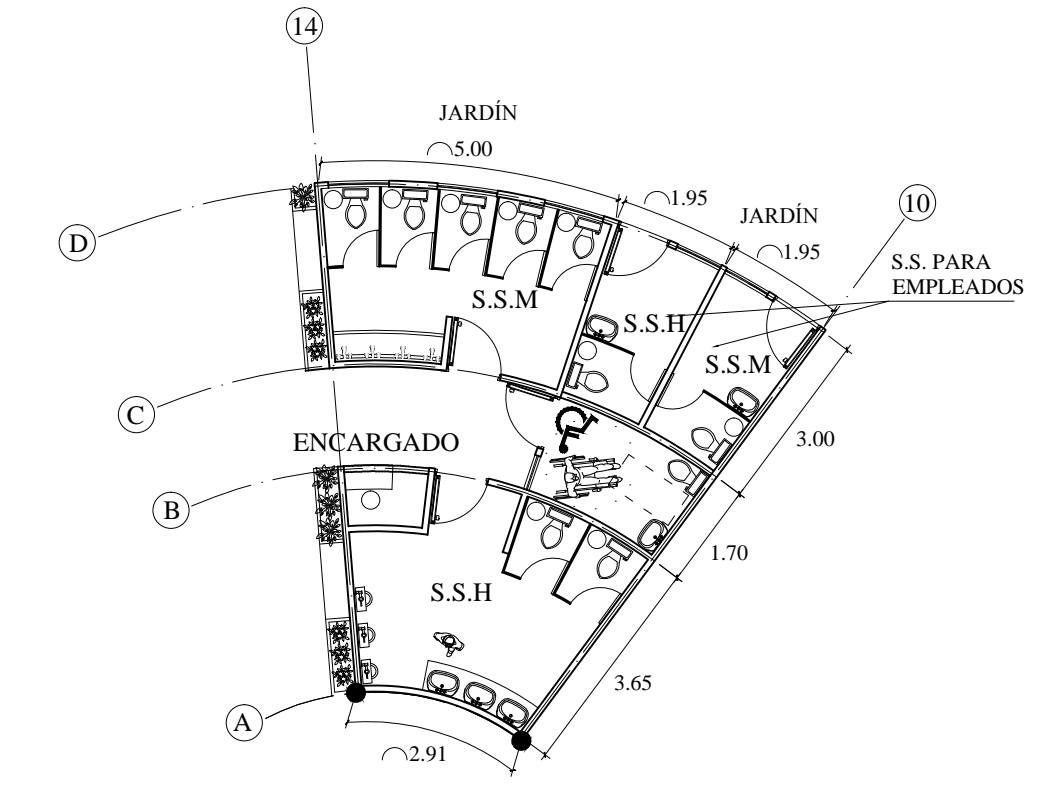 14
JARDÍN
5.00
1.95
JARDÍN
10
D
1.95
S.S. PARA
EMPLEADOS
S.S.M
S.S.H
S.S.M
C
3.00
ENCARGADO
B
1.70
S.S.H
3.65
A
2.91